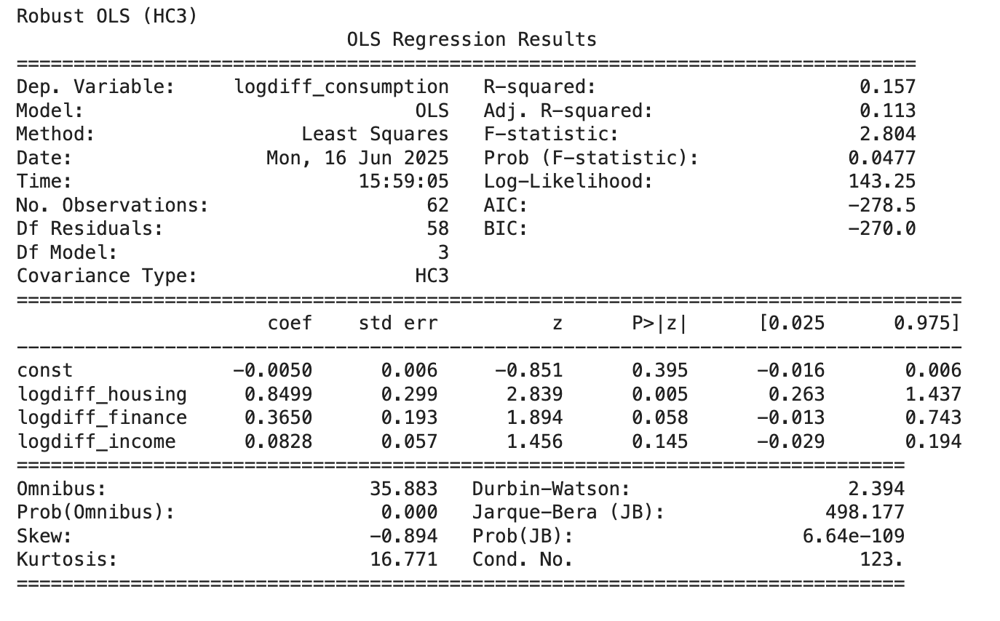 Robust OLS (HC3)
OLS Regression Results
==============================================================================
Dep. Variable: logdiff_consumption R-squared: 0.157
Model: OLS Adj. R-squared: 0.113
Method: Least Squares F-statistic: 2.804
Date: Mon, 16 Jun 2025 Prob (F-statistic): 0.0477
Time: 15:59:05 Log-Likelihood: 143.25
No. Observations: 62 AIC: -278.5
Df Residuals: 58 BIC: -270.0
Df Model: 3
Covariance Type: HC3
===================================================================================
coef std err z P>|z| [0.025 0.975]
-----------------------------------------------------------------------------------
const -0.0050 0.006 -0.851 0.395 -0.016 0.006
logdiff_housing 0.8499 0.299 2.839 0.005 0.263 1.437
logdiff_finance 0.3650 0.193 1.894 0.058 -0.013 0.743
logdiff_income 0.0828 0.057 1.456 0.145 -0.029 0.194
==============================================================================
Omnibus: 35.883 Durbin-Watson: 2.394
Prob(Omnibus): 0.000 Jarque-Bera (JB): 498.177
Skew: -0.894 Prob(JB): 6.64e-109
Kurtosis: 16.771 Cond. No. 123.
==============================================================================